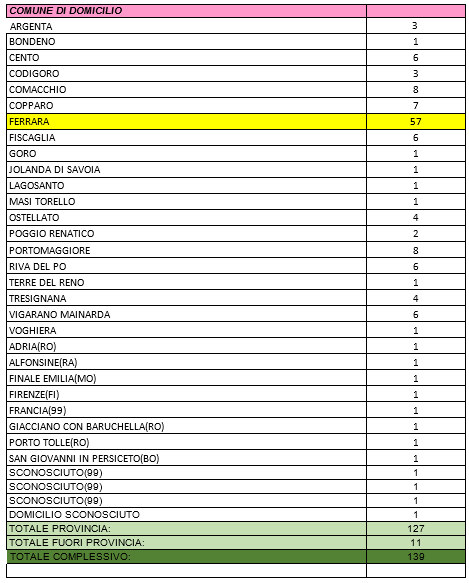 COMUNE DI DOMICILIO
ARGENTA 3
BONDENO 1
CENTO 6
CODIGORO 3
COMACCHIO 8
COPPARO 7
FERRARA 57
FISCAGLIA 6
GORO 1
JOLANDA DI SAVOIA 1
LAGOSANTO 1
MASI TORELLO 1
OSTELLATO 4
POGGIO RENATICO 2
PORTOMAGGIORE 8
RIVA DEL PO 6
TERRE DEL RENO 1
TRESIGNANA 4
VIGARANO MAINARDA 6
VOGHIERA 1
ADRIA(RO) 1
ALFONSINE(RA) 1
FINALE EMILIA(MO) 1
FIRENZE(FI) 1
FRANCIA(99) 1
GIACCIANO CON BARUCHELLA(RO) 1
PORTO TOLLE(RO) 1
SAN GIOVANNI IN PERSICETO(BO) 1
SCONOSCIUTO(99) 1
SCONOSCIUTO(99) 1
SCONOSCIUTO(99) 1
DOMICILIO SCONOSCIUTO 1
TOTALE PROVINCIA: 127
TOTALE FUORI PROVINCIA: 11
TOTALE COMPLESSIVO: 139